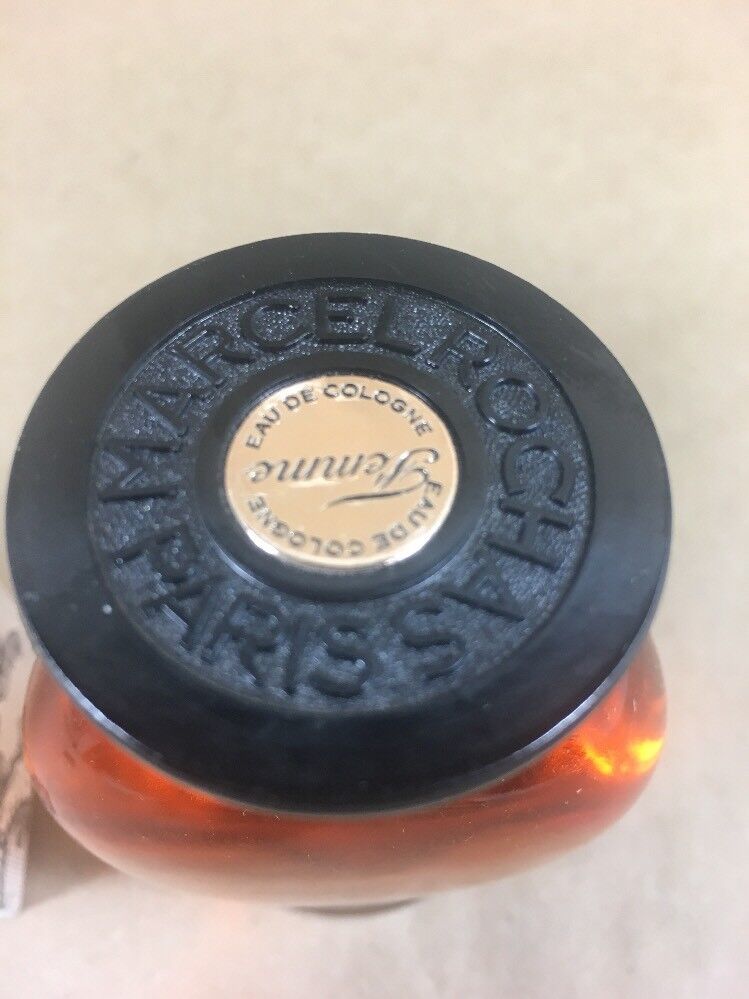 MARCEL ROCHAS
PARIS
EAU DE COLOGNE
Femme
EAU DE COLOGNE